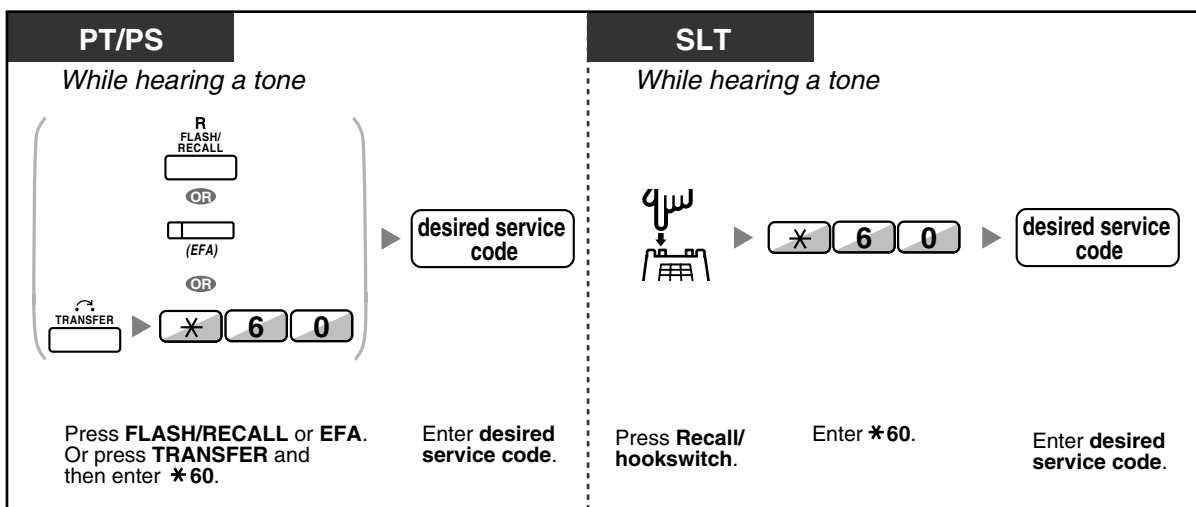 PT/PS
While hearing a tone
R
FLASH/
RECALL
OR
(EFA)
OR
TRANSFER
* 6 0
desired service
code
Press FLASH/RECALL or EFA.
Or press TRANSFER and
then enter *60.
Enter desired
service code.
SLT
While hearing a tone
* 6 0
desired service
code
Press Recall/
hookswitch.
Enter *60.
Enter desired
service code.